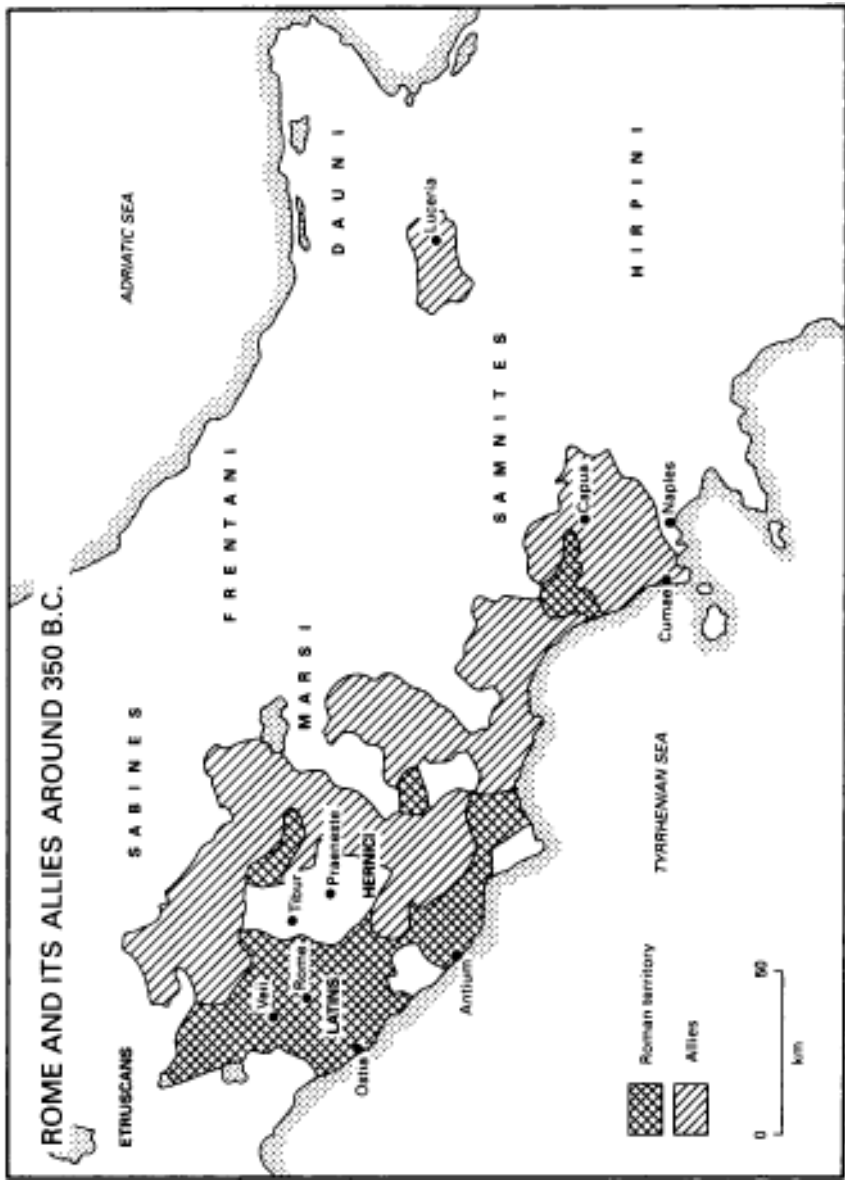 ROME AND ITS ALLIES AROUND 350 B.C.
ETRUSCANS
SABINES
ADRIATIC SEA
FRENTANI
MARSI
DAUNI
Veii
Tibur
Rome
Praeneste
LATINS
HERNICI
Ostia
Luceria
SAMNITES
Antium
Capua
Cumae
Naples
HIRPINI
TYRRHENIAN SEA
Roman territory
Allies
0 50
km